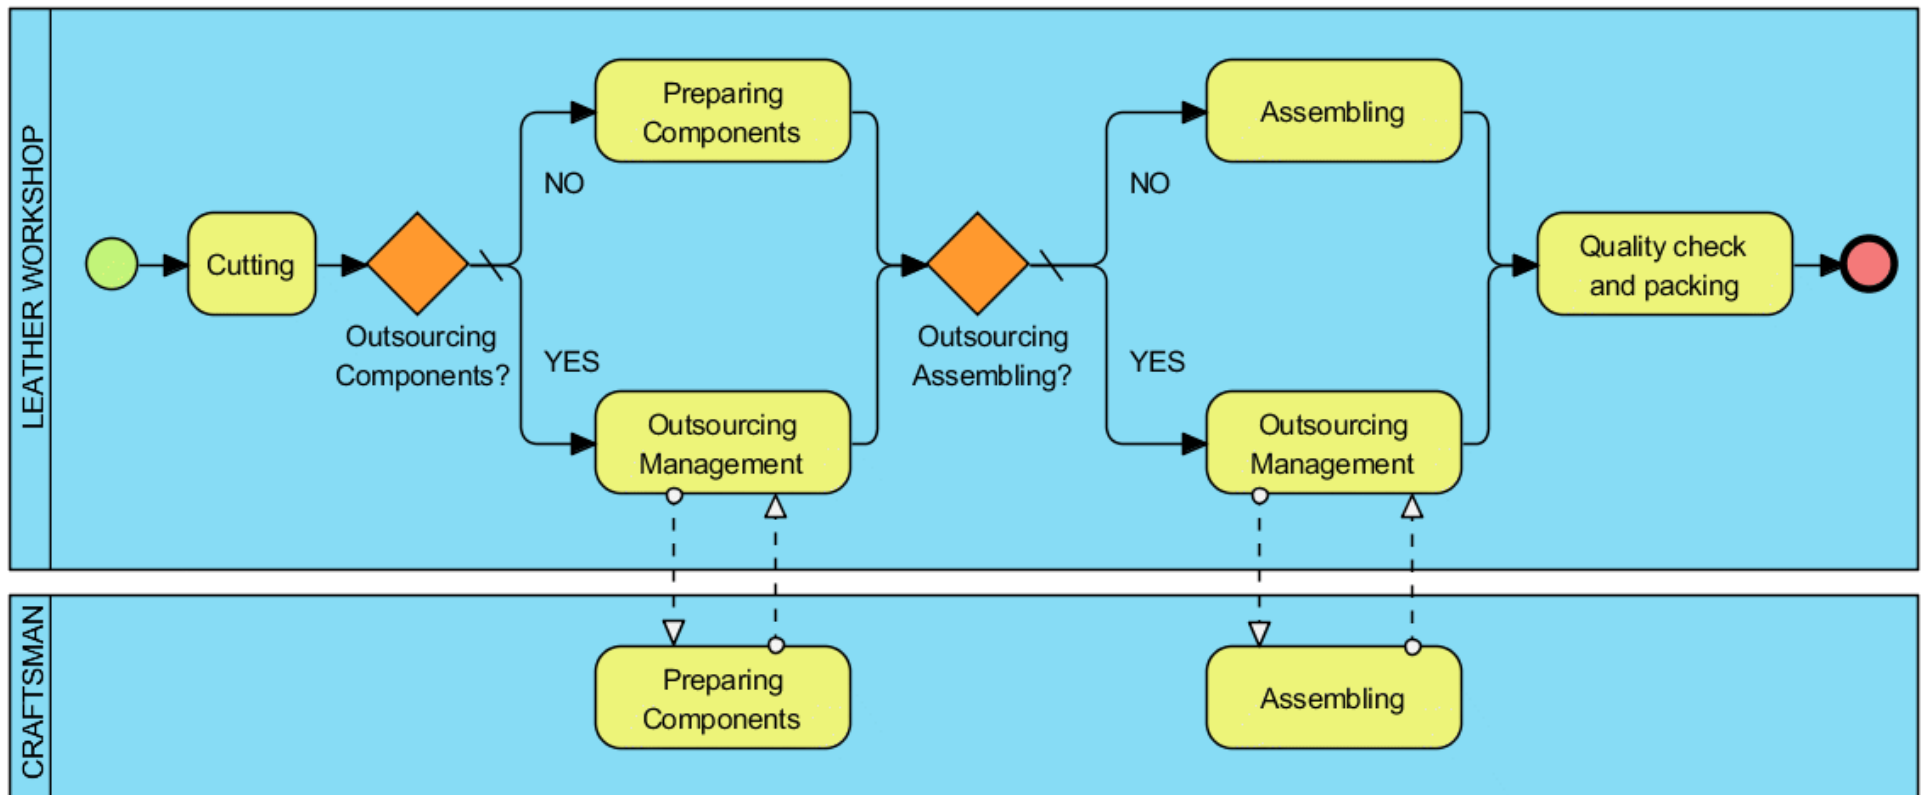 LEATHER WORKSHOP
Cutting
Outsourcing
Components?
NO
YES
Preparing
Components
Outsourcing
Management
Outsourcing
Assembling?
NO
YES
Assembling
Outsourcing
Management
Quality check
and packing
CRAFTSMAN
Preparing
Components
Assembling